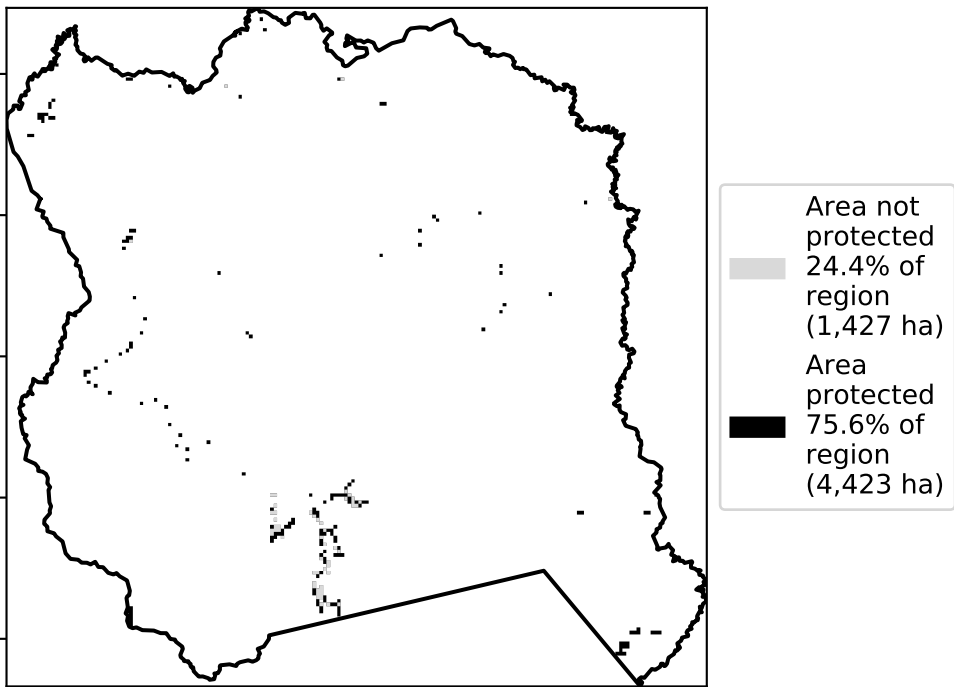 Area not
protected
24.4% of
region
(1,427 ha)
Area
protected
75.6% of
region
(4,423 ha)